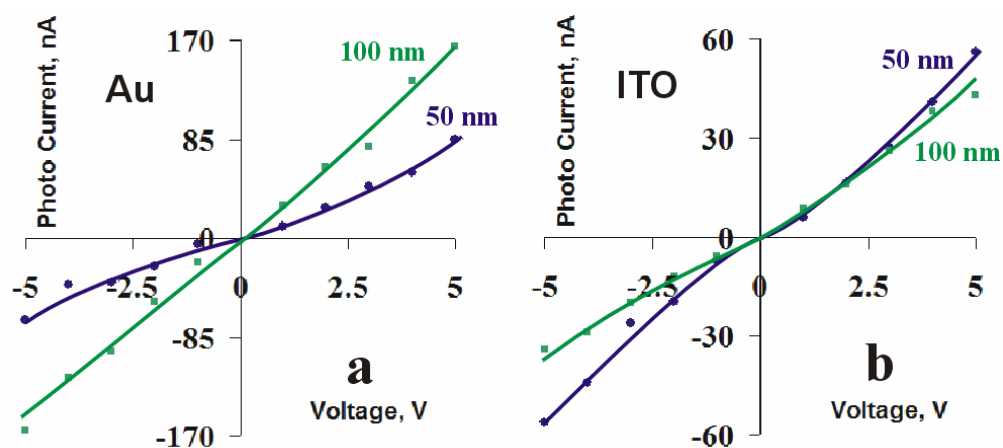 Photo Current, nA
170
100 nm
Au
50 nm
85
0
-5
-2.5
0
2.5
5
-85
a
Voltage, V
-170
Photo Current, nA
60
50 nm
ITO
30
100 nm
0
-5
-2.5
0
2.5
5
-30
b
Voltage, V
-60